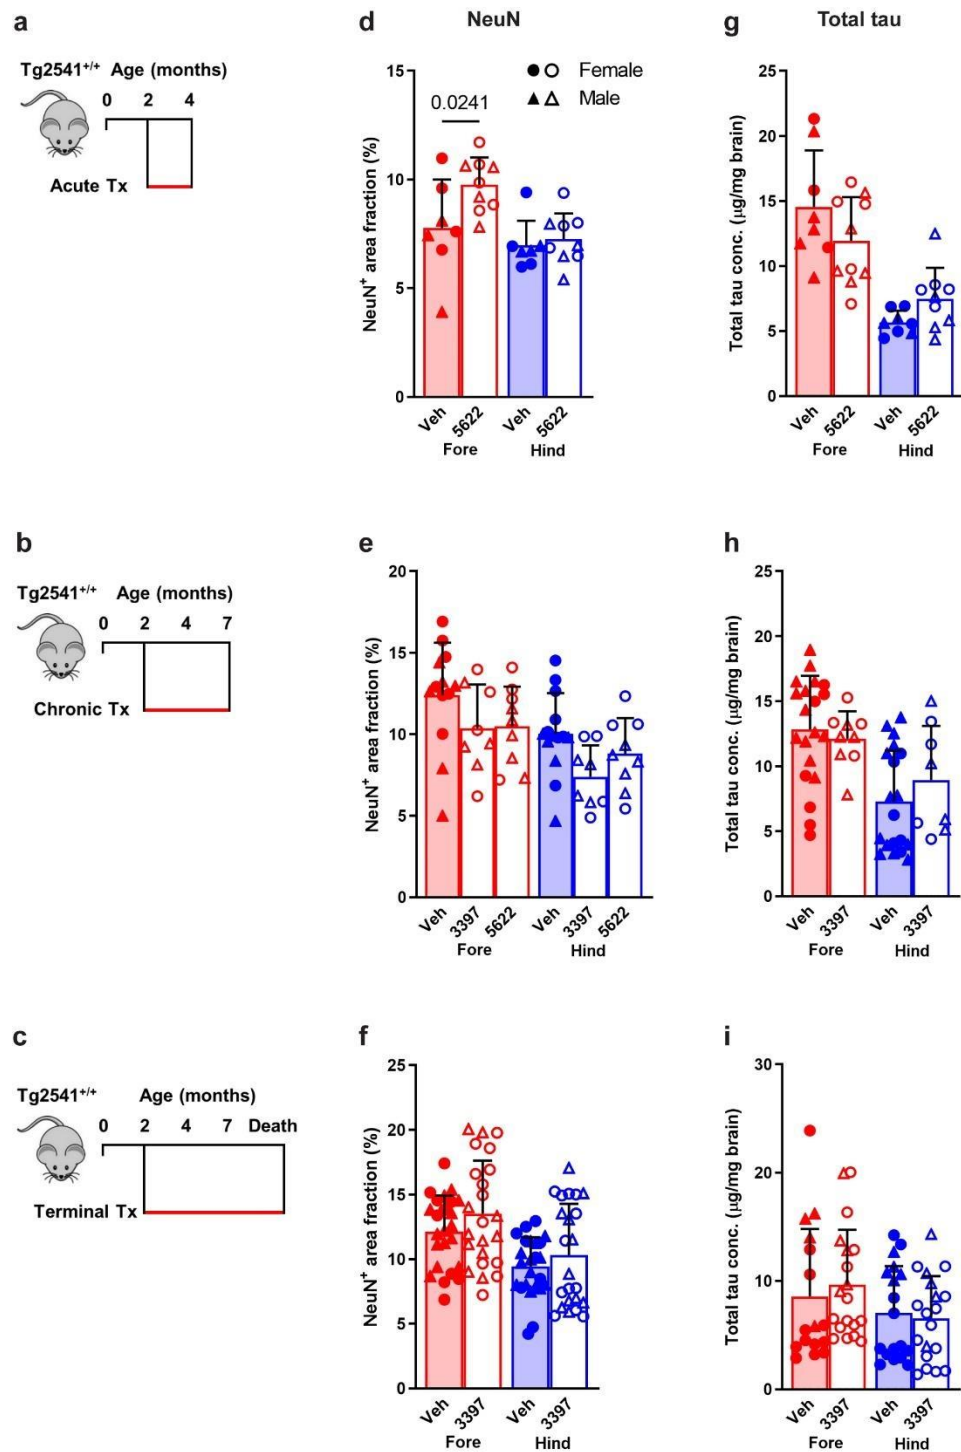 a
Tg2541+/+ Age (months)
0 2 4
Acute Tx
d
NeuN
NeuN+ area fraction (%)
15
10
5
0
0.0241
Female
Male
Veh 5622 Veh 5622
Fore Hind
g
Total tau
Total tau conc. (µg/mg brain)
25
20
15
10
5
0
Veh 5622 Veh 5622
Fore Hind
b
Tg2541+/+ Age (months)
0 2 4 7
Chronic Tx
e
NeuN+ area fraction (%)
20
15
10
5
0
Veh 3397 5622 Veh 3397 5622
Fore Hind
h
Total tau conc. (µg/mg brain)
25
20
15
10
5
0
Veh 3397 Veh 3397
Fore Hind
c
Tg2541+/+ Age (months)
0 2 4 7 Death
Terminal Tx
f
NeuN+ area fraction (%)
25
20
15
10
5
0
Veh 3397 Veh 3397
Fore Hind
i
Total tau conc. (µg/mg brain)
30
20
10
0
Veh 3397 Veh 3397
Fore Hind